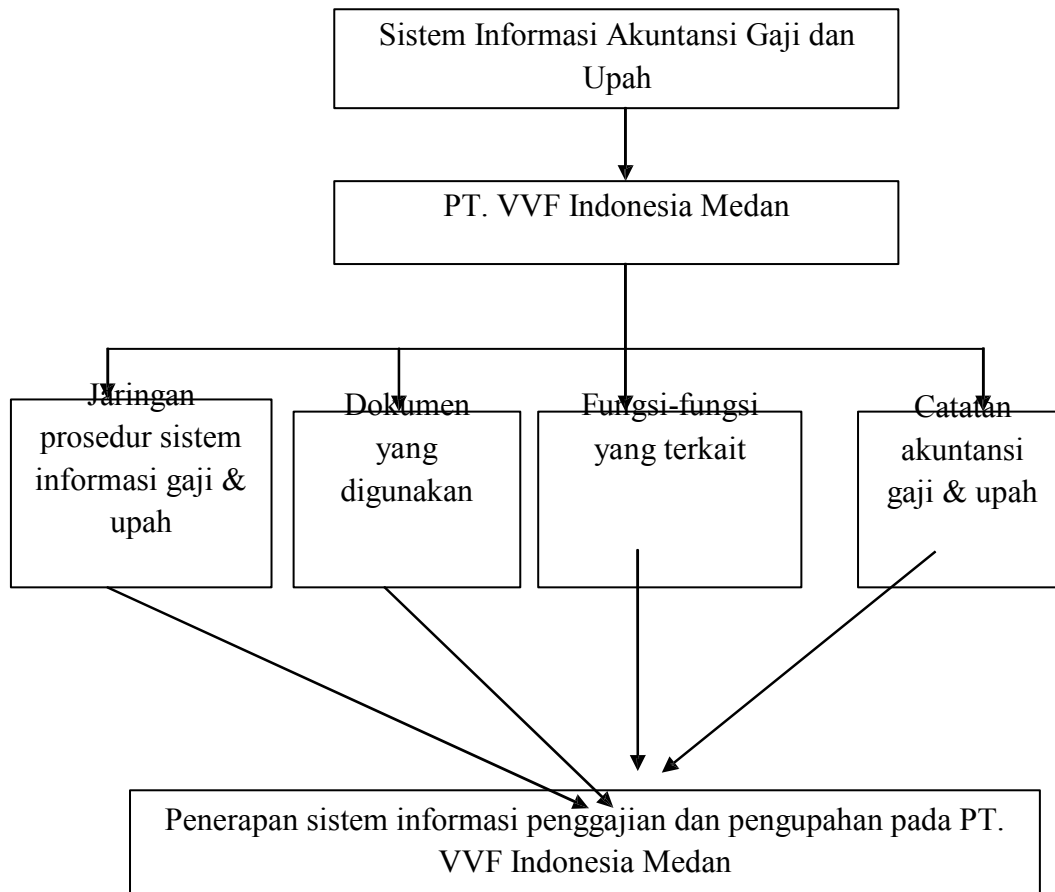 Sistem Informasi Akuntansi Gaji dan
Upah
PT. VVF Indonesia Medan
Jaringan
prosedur sistem
informasi gaji &
upah
Dokumen
yang
digunakan
Fungsi-fungsi
yang terkait
Catatan
akuntansi
gaji & upah
Penerapan sistem informasi penggajian dan pengupahan pada PT.
VVF Indonesia Medan